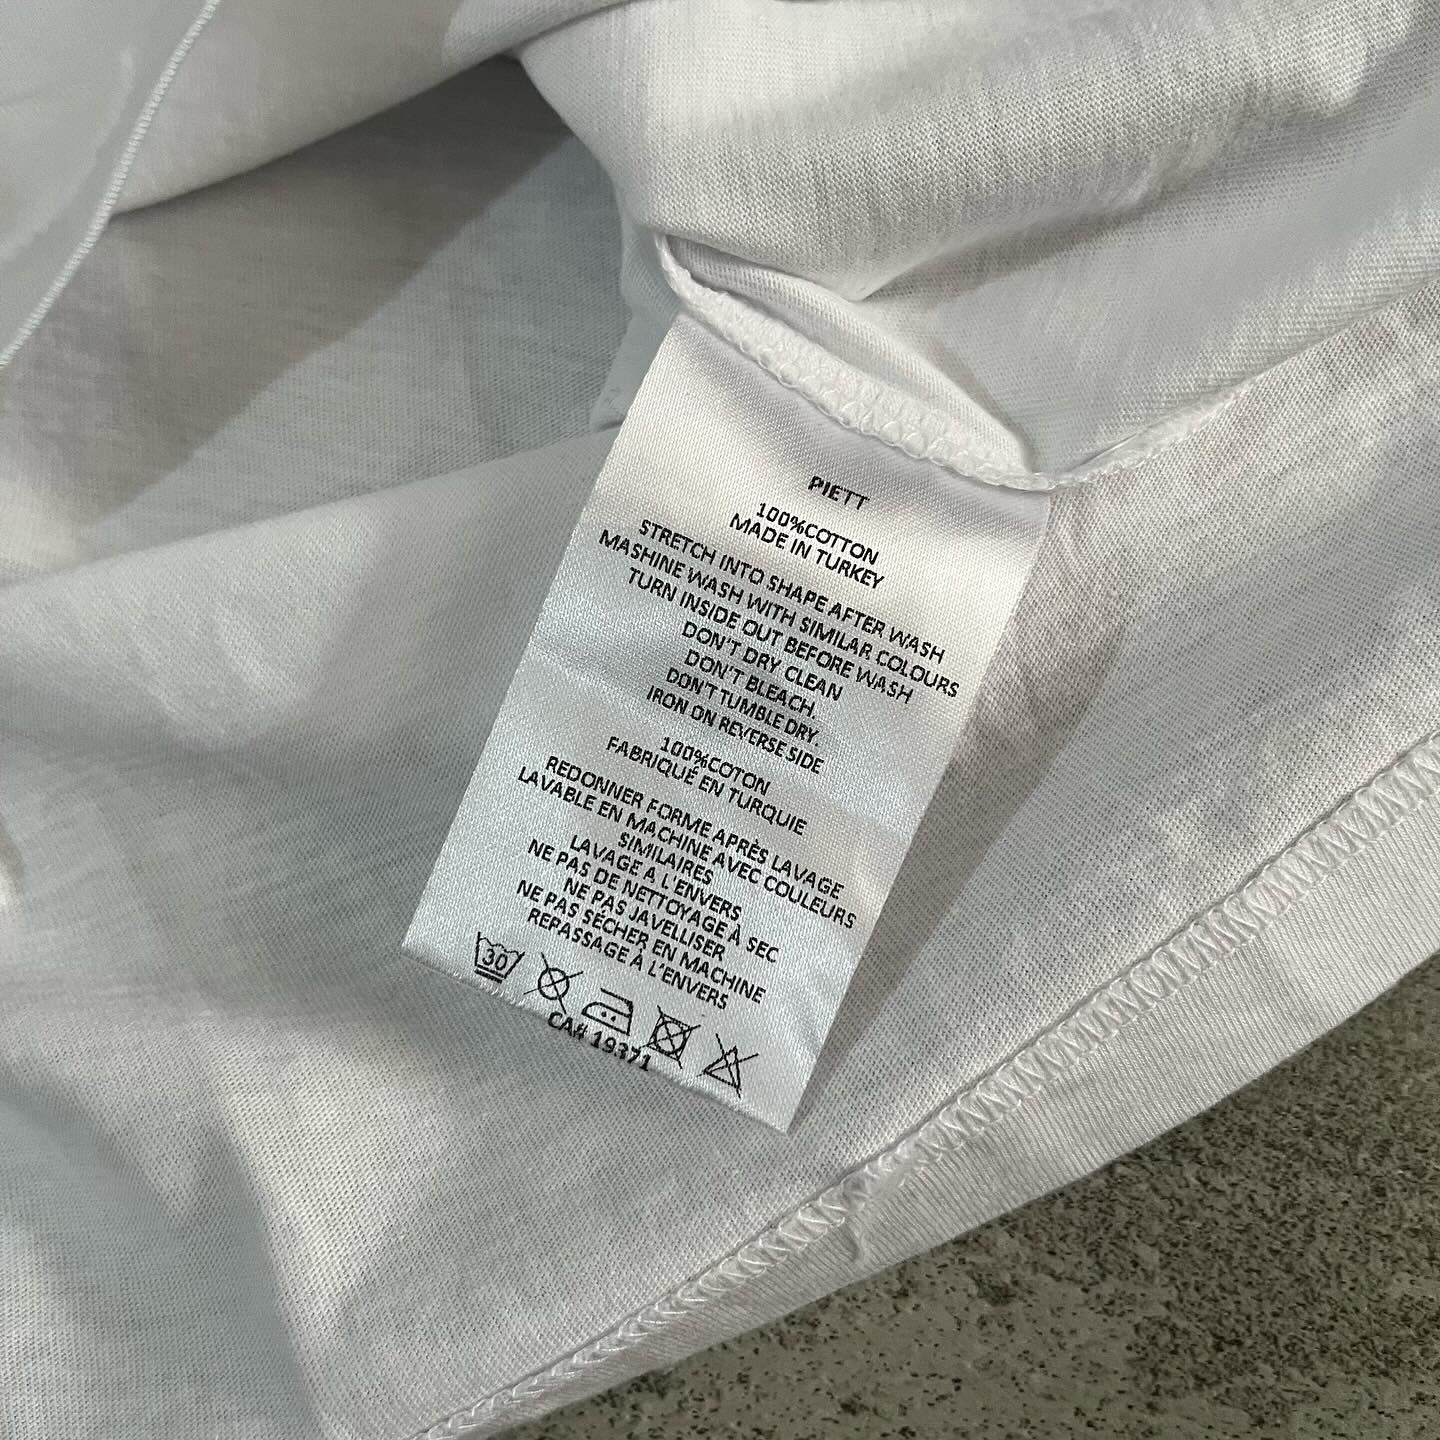 PIETT
100%COTTON
MADE IN TURKEY
STRETCH INTO SHAPE AFTER WASH
MASHINE WASH WITH SIMILAR COLOURS
TURN INSIDE OUT BEFORE WASH
DON'T DRY CLEAN
DON'T BLEACH.
DON'T TUMBLE DRY.
IRON ON REVERSE SIDE
100%COTON
FABRIQUÉ EN TURQUIE
REDONNER FORME APRÈS LAVAGE
LAVABLE EN MACHINE AVEC COULEURS
SIMILAIRES
LAVAGE A L'ENVERS
NE PAS DE NETTOYAGE À SEC
NE PAS JAVELLISER
NE PAS SÉCHER EN MACHINE
REPASSAGE À L'ENVERS
30
CA# 19371